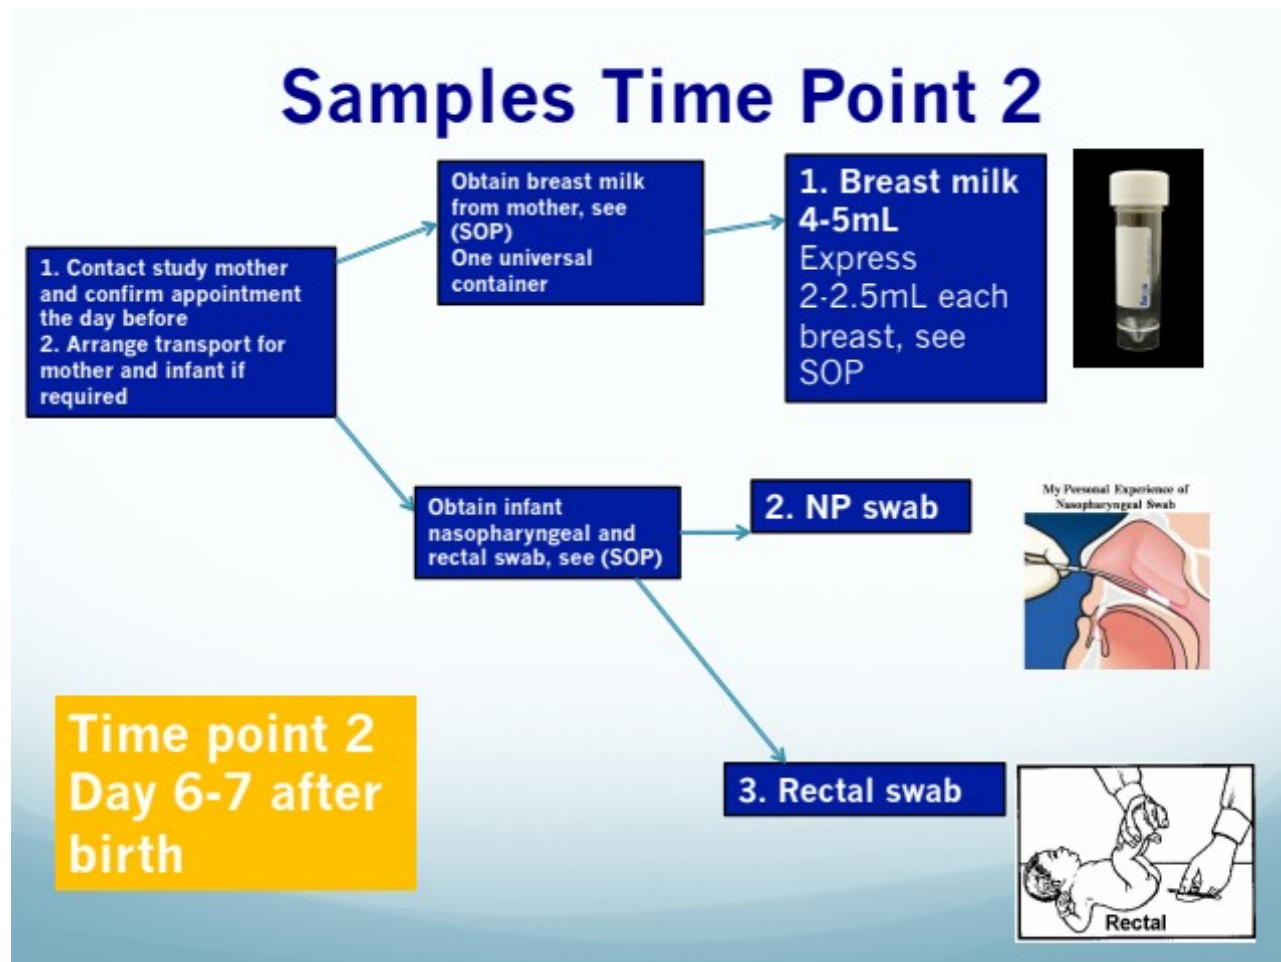 Samples Time Point 2
1. Contact study mother
and confirm appointment
the day before
2. Arrange transport for
mother and infant if
required
Obtain breast milk
from mother, see
(SOP)
One universal
container
1. Breast milk
4-5mL
Express
2-2.5mL each
breast, see
SOP
Obtain infant
nasopharyngeal and
rectal swab, see (SOP)
2. NP swab
My Personal Experience of
Nasopharyngeal Swab
3. Rectal swab
Rectal
Time point 2
Day 6-7 after
birth